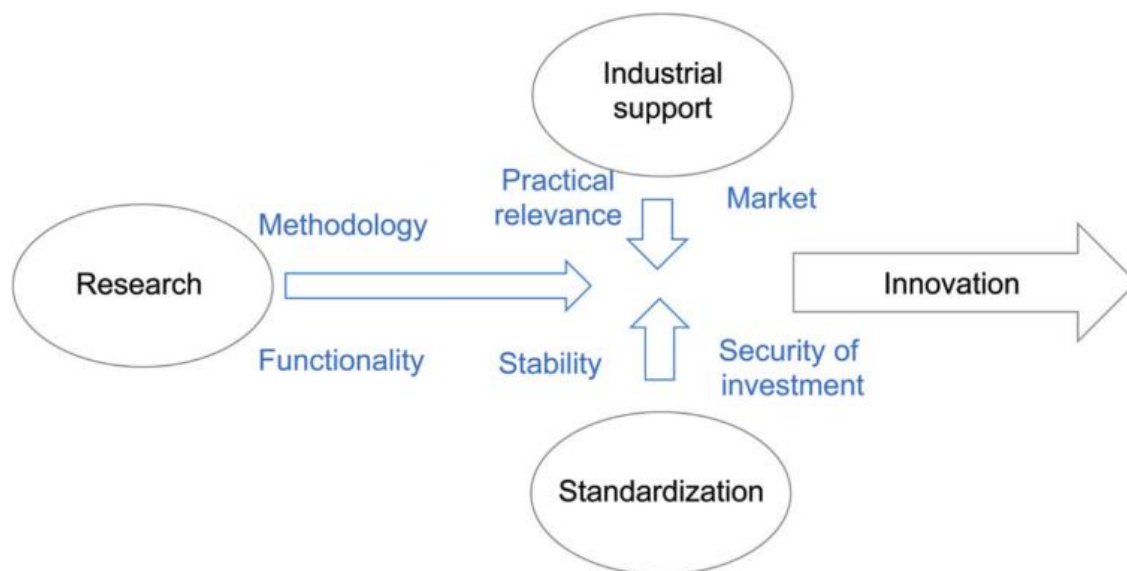 Industrial
support
Practical
relevance
Market
Methodology
Research
Innovation
Functionality
Stability
Security of
investment
Standardization